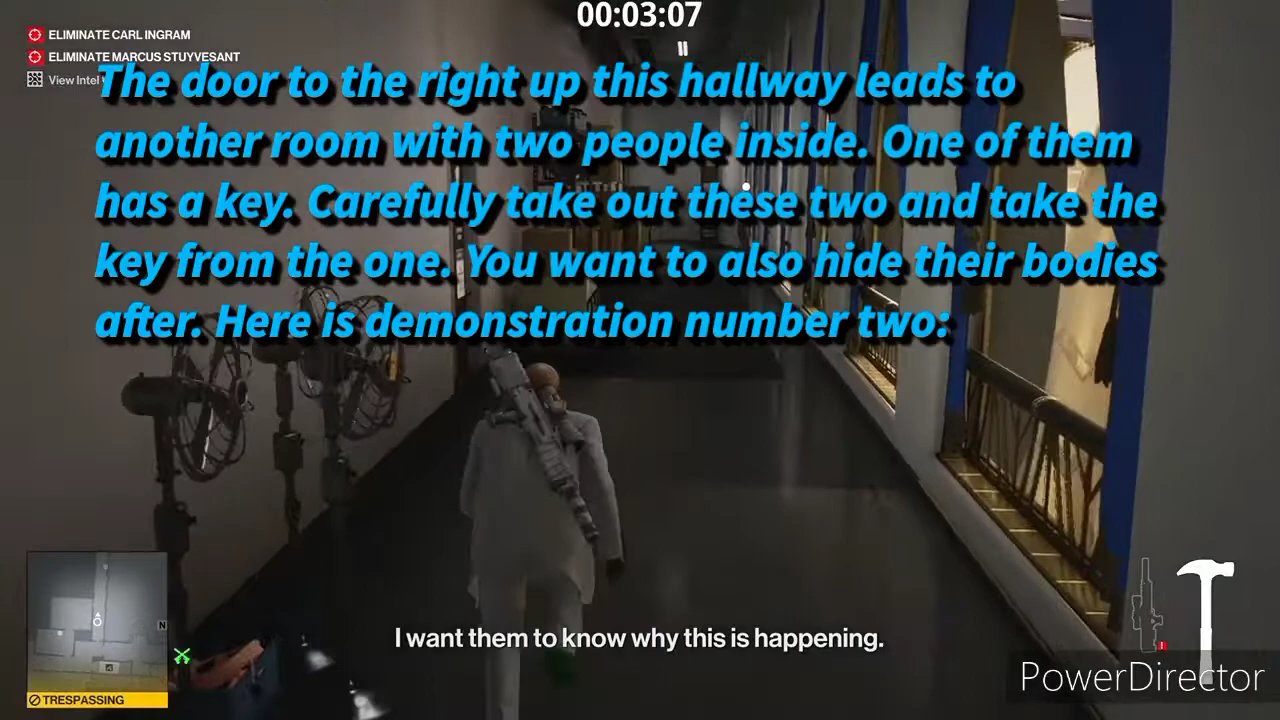 00:03:07
ELIMINATE CARL INGRAM
ELIMINATE MARCUS STUYVESANT
View Intel
The door to the right up this hallway leads to
another room with two people inside. One of them
has a key. Carefully take out these two and take the
key from the one. You want to also hide their bodies
after. Here is demonstration number two:
I want them to know why this is happening.
N
TRESPASSING
PowerDirector